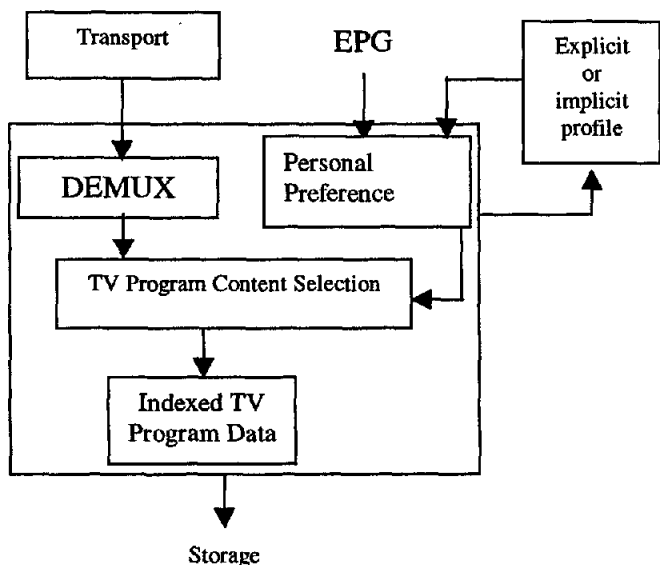 Transport
EPG
Explicit
or
implicit
profile
DEMUX
Personal
Preference
TV Program Content Selection
Indexed TV
Program Data
Storage